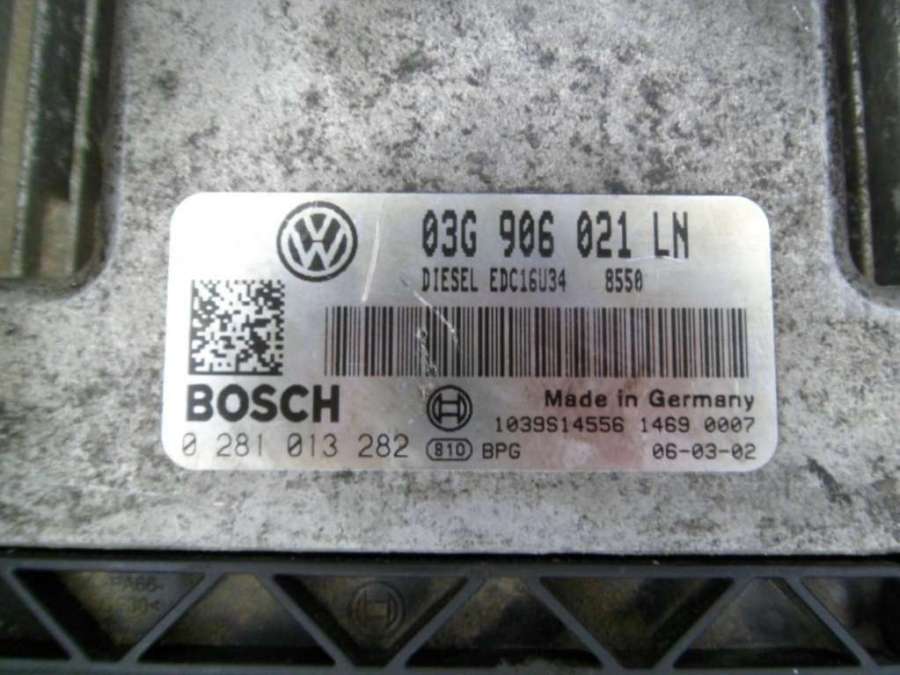 03G 906 021 LN
DIESEL EDC16U34 8550
BOSCH
Made in Germany
1039S14556 1469 0007
0 281 013 282 810 BPG 06-03-02